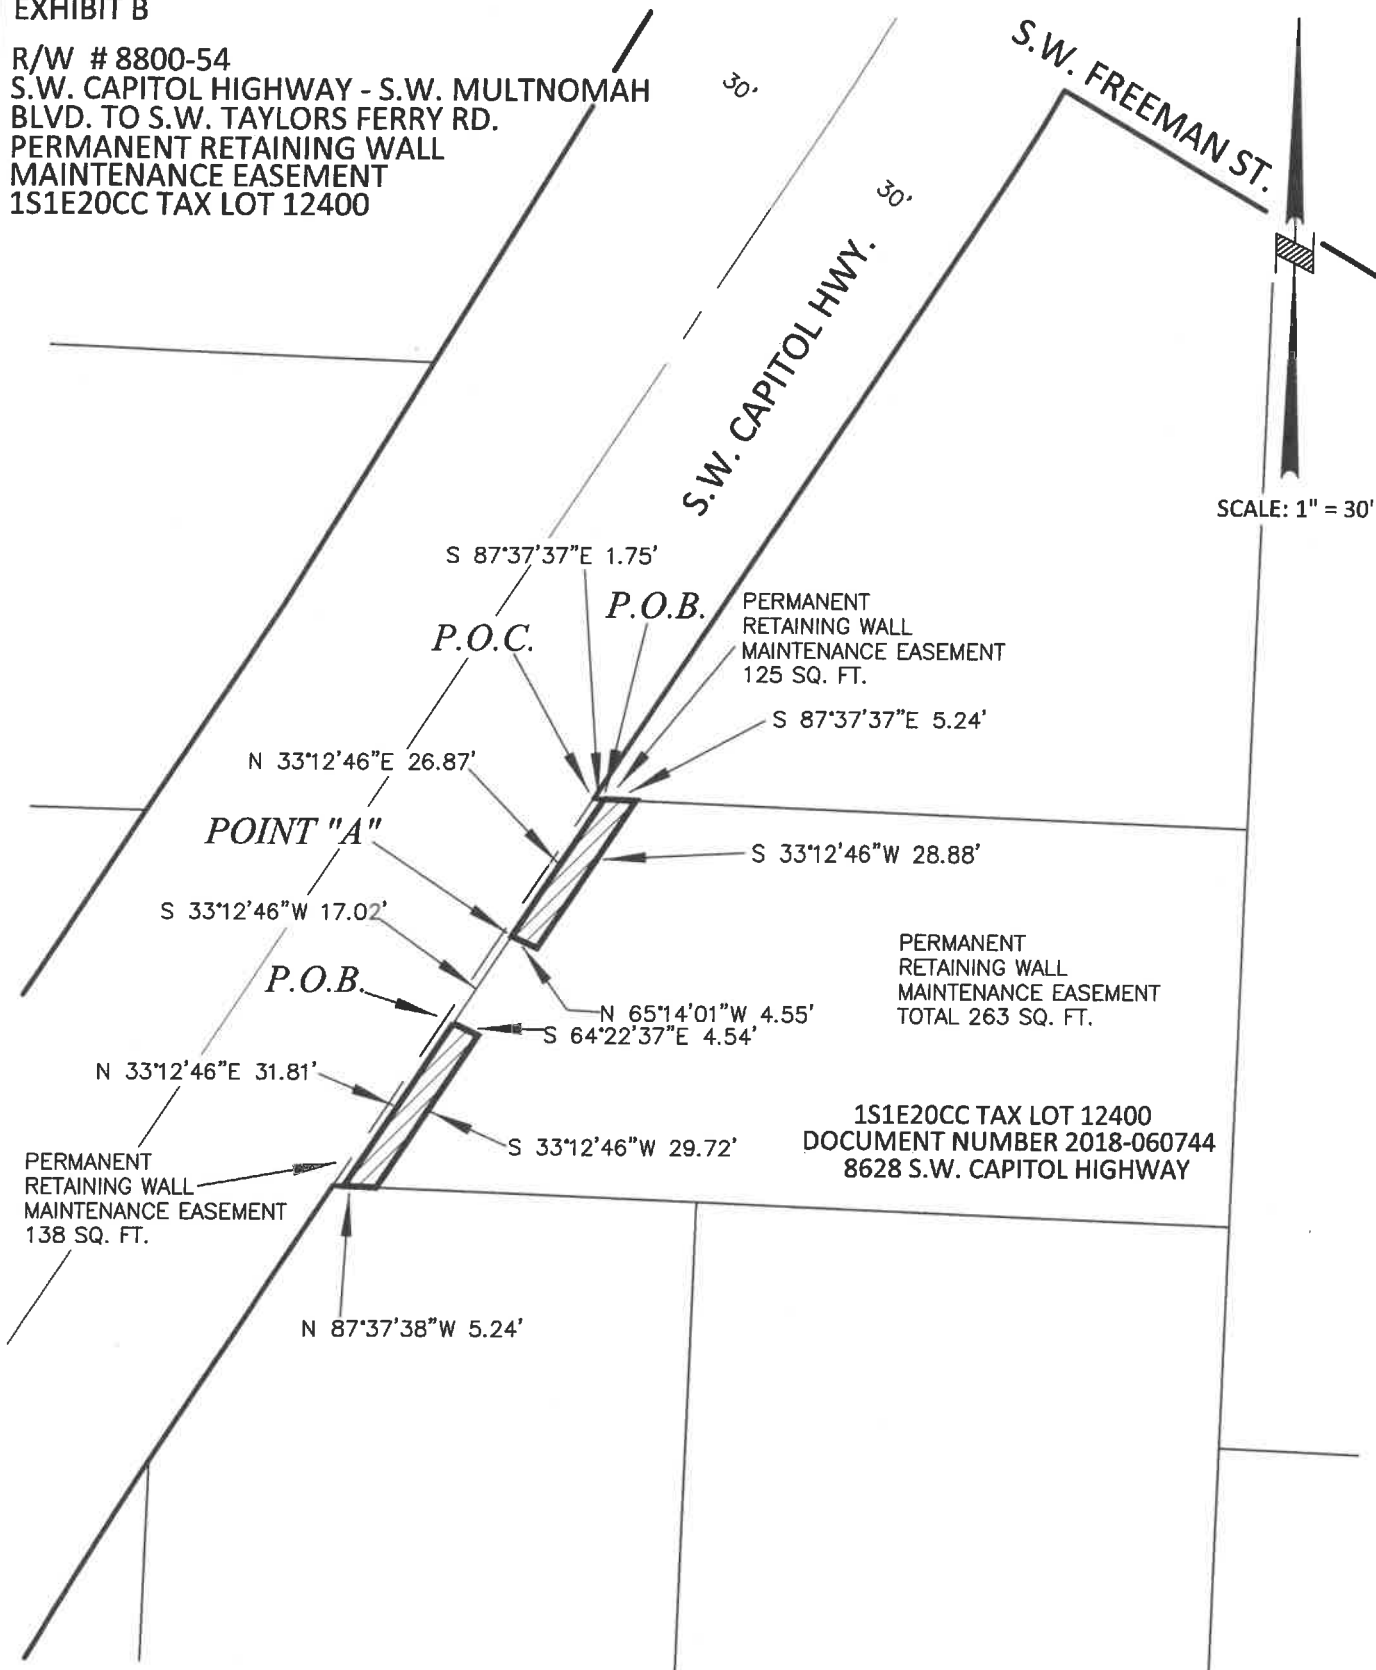 EXHIBIT B
R/W # 8800-54
S.W. CAPITOL HIGHWAY - S.W. MULTNOMAH
BLVD. TO S.W. TAYLORS FERRY RD.
PERMANENT RETAINING WALL
MAINTENANCE EASEMENT
1S1E20CC TAX LOT 12400
30'
30'
S.W. FREEMAN ST.
S.W. CAPITOL HWY.
SCALE: 1" = 30'
S 87°37'37"E 1.75'
P.O.B.
P.O.C.
PERMANENT
RETAINING WALL
MAINTENANCE EASEMENT
125 SQ. FT.
S 87°37'37"E 5.24'
N 33°12'46"E 26.87'
POINT "A"
S 33°12'46"W 28.88'
S 33°12'46"W 17.02'
P.O.B.
PERMANENT
RETAINING WALL
MAINTENANCE EASEMENT
TOTAL 263 SQ. FT.
N 65°14'01"W 4.55'
S 64°22'37"E 4.54'
N 33°12'46"E 31.81'
S 33°12'46"W 29.72'
1S1E20CC TAX LOT 12400
DOCUMENT NUMBER 2018-060744
8628 S.W. CAPITOL HIGHWAY
PERMANENT
RETAINING WALL
MAINTENANCE EASEMENT
138 SQ. FT.
N 87°37'38"W 5.24'